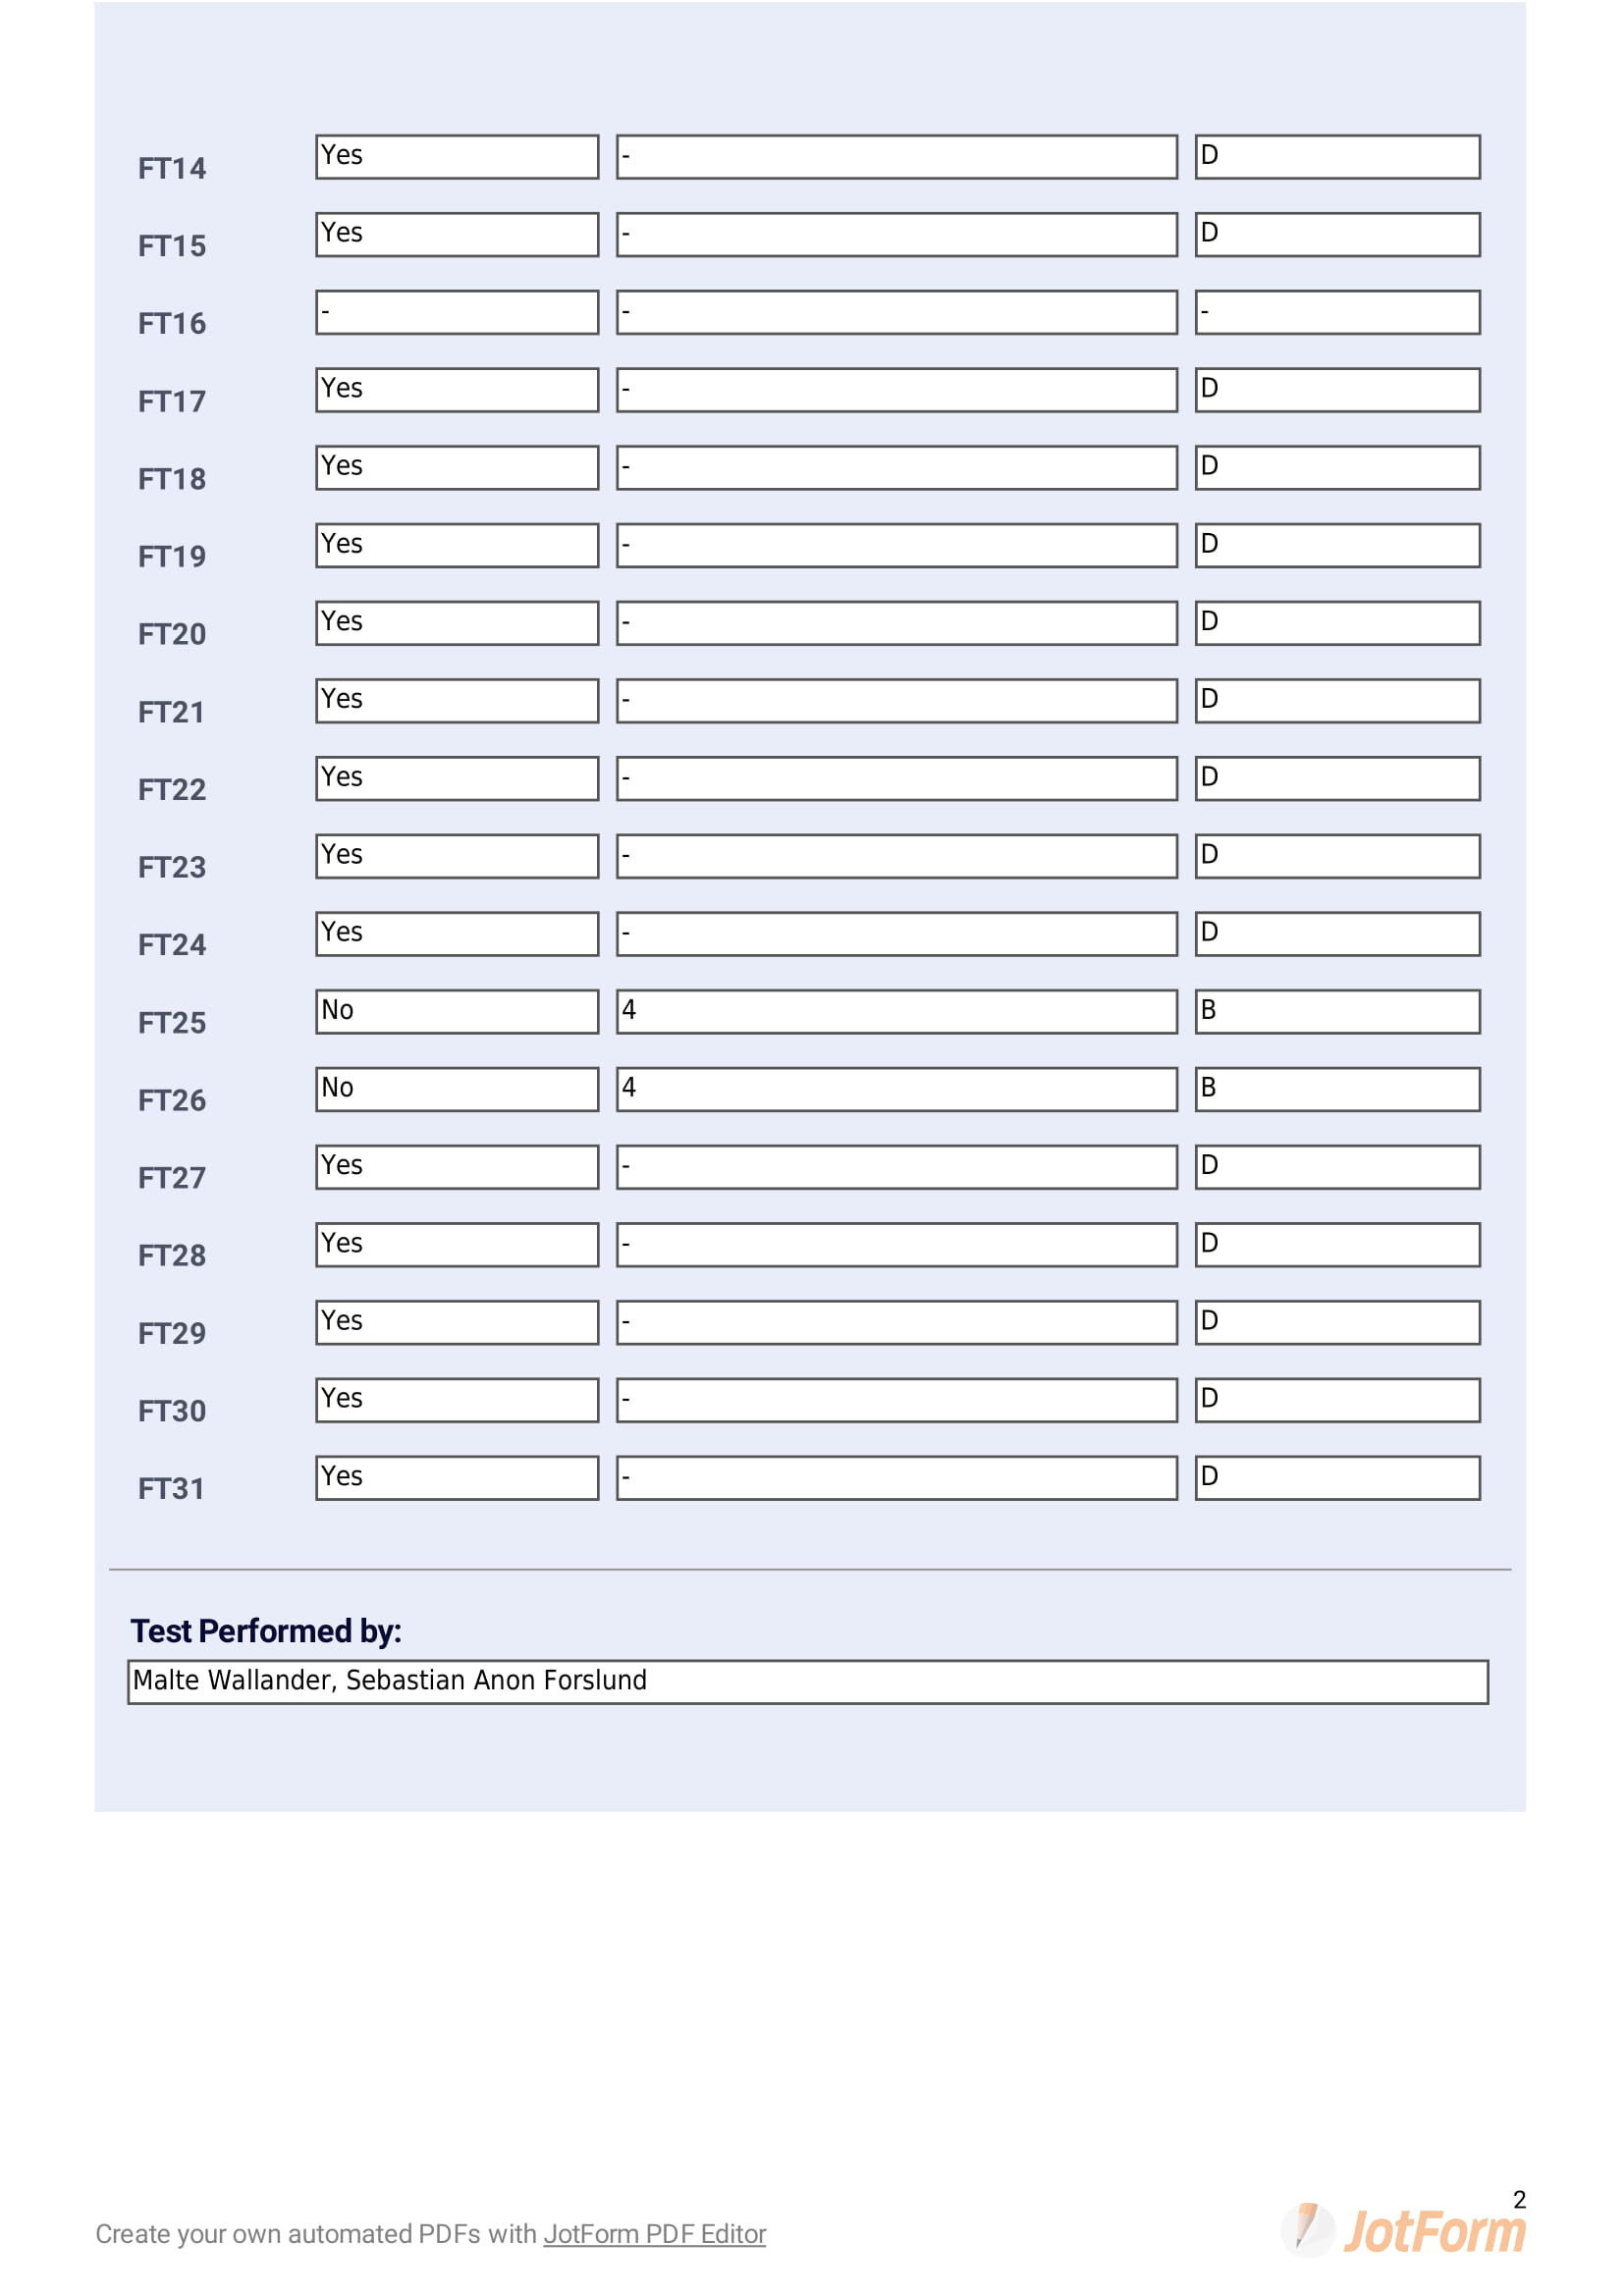 FT14 Yes - D
FT15 Yes - D
FT16 - - -
FT17 Yes - D
FT18 Yes - D
FT19 Yes - D
FT20 Yes - D
FT21 Yes - D
FT22 Yes - D
FT23 Yes - D
FT24 Yes - D
FT25 No 4 B
FT26 No 4 B
FT27 Yes - D
FT28 Yes - D
FT29 Yes - D
FT30 Yes - D
FT31 Yes - D
Test Performed by:
Malte Wallander, Sebastian Anon Forslund
2
Create your own automated PDFs with JotForm PDF Editor
JotForm